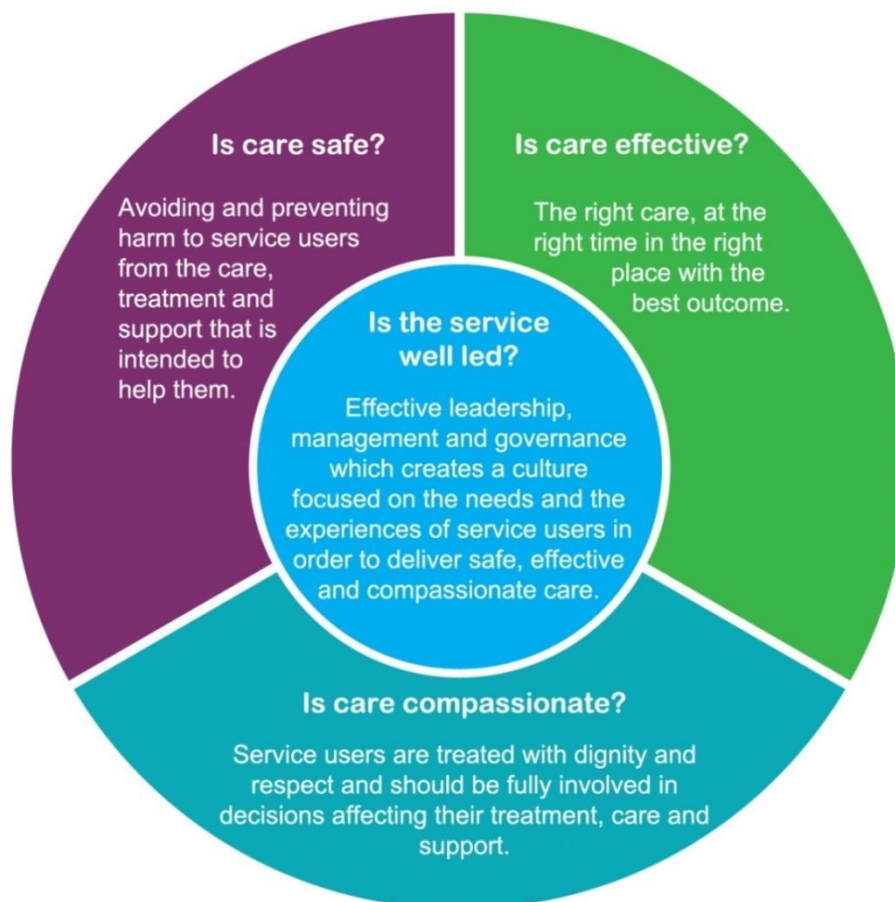 Is care safe?
Avoiding and preventing
harm to service users
from the care,
treatment and
support that is
intended to
help them.
Is care effective?
The right care, at the
right time in the right
place with the
best outcome.
Is the service
well led?
Effective leadership,
management and governance
which creates a culture
focused on the needs and the
experiences of service users in
order to deliver safe, effective
and compassionate care.
Is care compassionate?
Service users are treated with dignity and
respect and should be fully involved in
decisions affecting their treatment, care and
support.